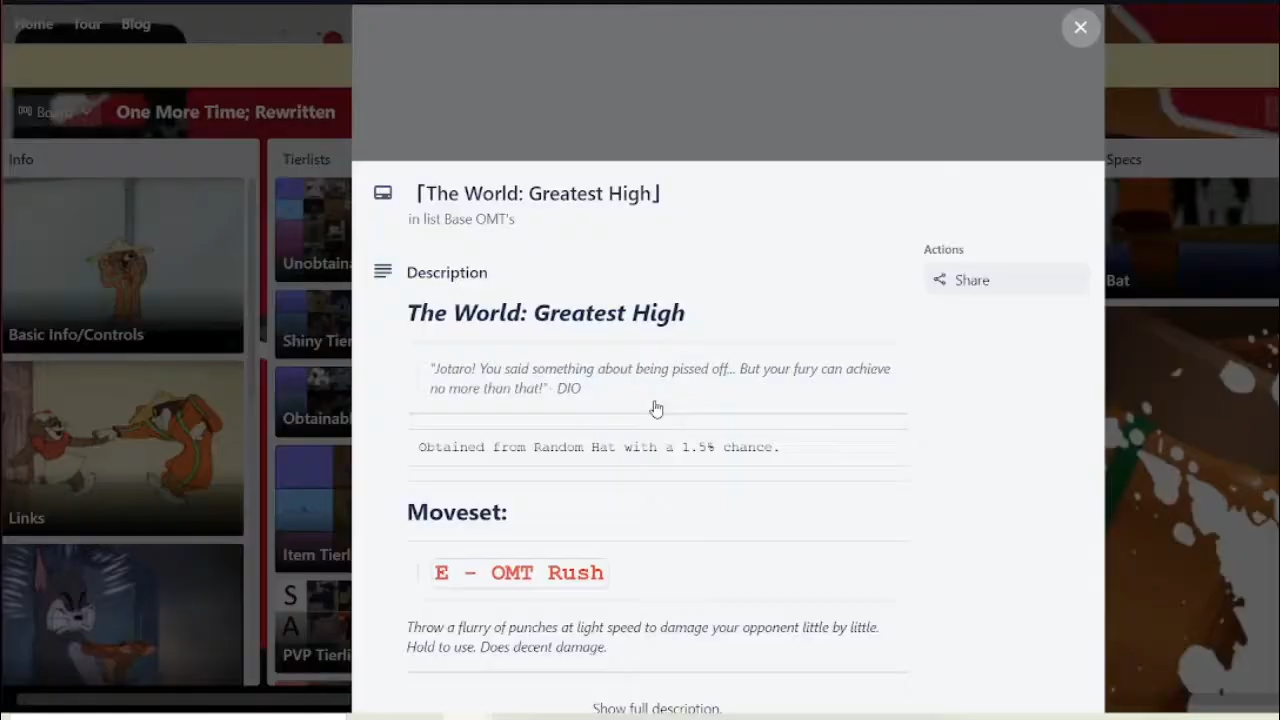 Home Tour Blog
Board
One More Time; Rewritten
Info
Tierlists
Specs
Basic Info/Controls
Links
Shiny
Item
S
A
PVP
Bat
「The World: Greatest High」
in list Base OMT's
Description
The World: Greatest High
"Jotaro! You said something about being pissed off... But your fury can achieve
no more than that!"- DIO
Obtained from Random Hat with a 1.5% chance.
Moveset:
E - OMT Rush
Throw a flurry of punches at light speed to damage your opponent little by little.
Hold to use. Does decent damage.
Show full description.
Actions
Share